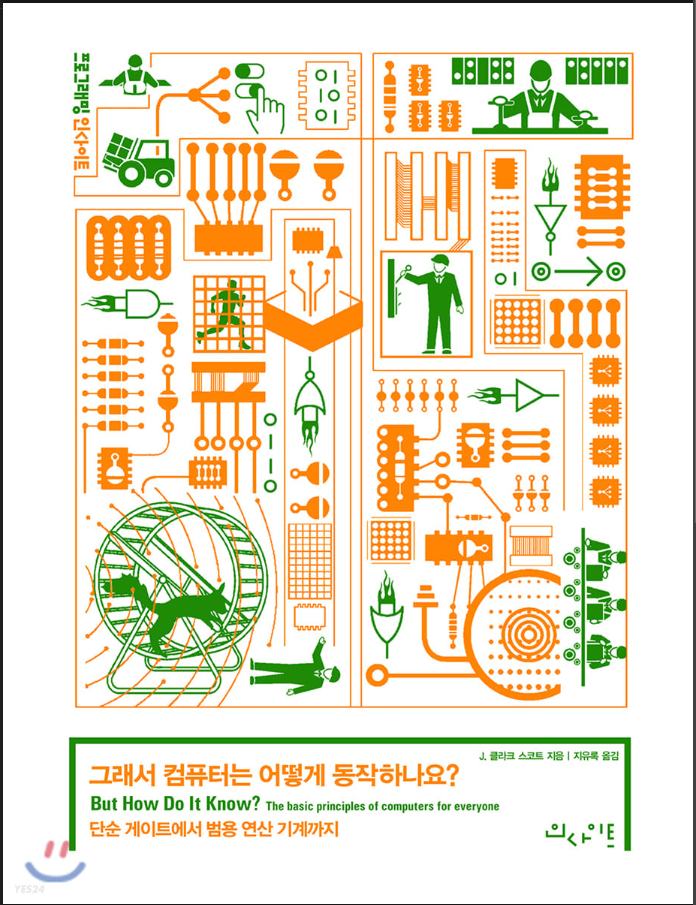 프로그래밍 인사이트
J. 클라크 스코트 지음 | 지유록 옮김
그래서 컴퓨터는 어떻게 동작하나요?
But How Do It Know? The basic principles of computers for everyone
단순 게이트에서 범용 연산 기계까지
인사이트
YES24